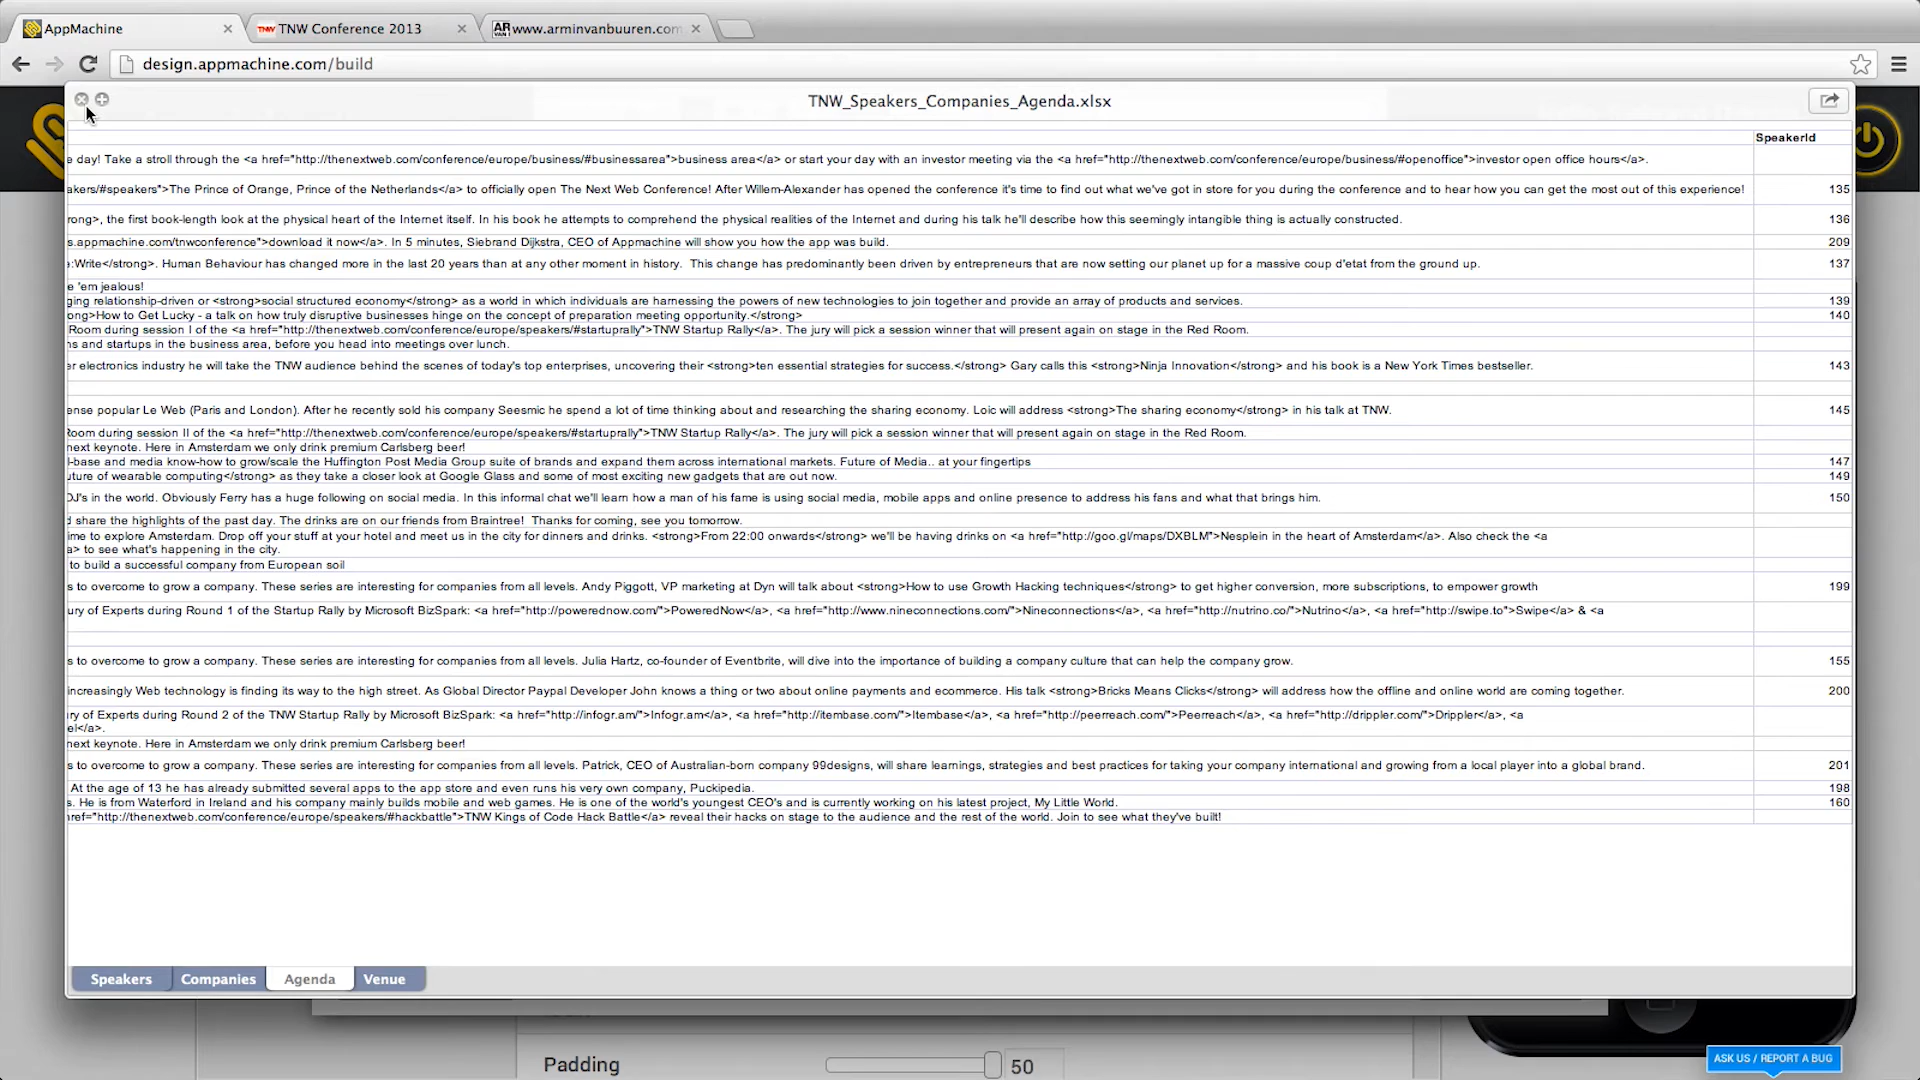 AppMachine
TNW TNW Conference 2013
www.arminvanbuuren.com
design.appmachine.com/build
TNW_Speakers_Companies_Agenda.xlsx
SpeakerId
e day! Take a stroll through the <a href="http://thenextweb.com/conference/europe/business/#businessarea">business area</a> or start your day with an investor meeting via the <a href="http://thenextweb.com/conference/europe/business/#openoffice">investor open office hours</a>.
akers/#speakers">The Prince of Orange, Prince of the Netherlands</a> to officially open The Next Web Conference! After Willem-Alexander has opened the conference it's time to find out what we've got in store for you during the conference and to hear how you can get the most out of this experience! 135
rong>, the first book-length look at the physical heart of the Internet itself. In his book he attempts to comprehend the physical realities of the Internet and during his talk he'll describe how this seemingly intangible thing is actually constructed. 136
s.appmachine.com/tnwconference">download it now</a>. In 5 minutes, Siebrand Dijkstra, CEO of Appmachine will show you how the app was build. 209
e:Write</strong>. Human Behaviour has changed more in the last 20 years than at any other moment in history.  This change has predominantly been driven by entrepreneurs that are now setting our planet up for a massive coup d'etat from the ground up. 137
e 'em jealous!
ging relationship-driven or <strong>social structured economy</strong> as a world in which individuals are harnessing the powers of new technologies to join together and provide an array of products and services. 139
ong>How to Get Lucky - a talk on how truly disruptive businesses hinge on the concept of preparation meeting opportunity.</strong> 140
Room during session I of the <a href="http://thenextweb.com/conference/europe/speakers/#startuprally">TNW Startup Rally</a>. The jury will pick a session winner that will present again on stage in the Red Room.
ns and startups in the business area, before you head into meetings over lunch.
er electronics industry he will take the TNW audience behind the scenes of today's top enterprises, uncovering their <strong>ten essential strategies for success.</strong> Gary calls this <strong>Ninja Innovation</strong> and his book is a New York Times bestseller. 143
ense popular Le Web (Paris and London). After he recently sold his company Seesmic he spend a lot of time thinking about and researching the sharing economy. Loic will address <strong>The sharing economy</strong> in his talk at TNW. 145
Room during session II of the <a href="http://thenextweb.com/conference/europe/speakers/#startuprally">TNW Startup Rally</a>. The jury will pick a session winner that will present again on stage in the Red Room.
next keynote. Here in Amsterdam we only drink premium Carlsberg beer!
l-base and media know-how to grow/scale the Huffington Post Media Group suite of brands and expand them across international markets. Future of Media.. at your fingertips 147
uture of wearable computing</strong> as they take a closer look at Google Glass and some of most exciting new gadgets that are out now. 149
DJ's in the world. Obviously Ferry has a huge following on social media. In this informal chat we'll learn how a man of his fame is using social media, mobile apps and online presence to address his fans and what that brings him. 150
d share the highlights of the past day. The drinks are on our friends from Braintree!  Thanks for coming, see you tomorrow.
ime to explore Amsterdam. Drop off your stuff at your hotel and meet us in the city for dinners and drinks. <strong>From 22:00 onwards</strong> we'll be having drinks on <a href="http://goo.gl/maps/DXBLM">Nesplein in the heart of Amsterdam</a>. Also check the <a
a> to see what's happening in the city.
to build a successful company from European soil
s to overcome to grow a company. These series are interesting for companies from all levels. Andy Piggott, VP marketing at Dyn will talk about <strong>How to use Growth Hacking techniques</strong> to get higher conversion, more subscriptions, to empower growth 199
ury of Experts during Round 1 of the Startup Rally by Microsoft BizSpark: <a href="http://powerednow.com/">PoweredNow</a>, <a href="http://www.nineconnections.com/">Nineconnections</a>, <a href="http://nutrino.co/">Nutrino</a>, <a href="http://swipe.to">Swipe</a> & <a
s to overcome to grow a company. These series are interesting for companies from all levels. Julia Hartz, co-founder of Eventbrite, will dive into the importance of building a company culture that can help the company grow. 155
increasingly Web technology is finding its way to the high street. As Global Director Paypal Developer John knows a thing or two about online payments and ecommerce. His talk <strong>Bricks Means Clicks</strong> will address how the offline and online world are coming together. 200
ry of Experts during Round 2 of the TNW Startup Rally by Microsoft BizSpark: <a href="http://infogr.am/">Infogr.am</a>, <a href="http://itembase.com/">Itembase</a>, <a href="http://peerreach.com/">Peerreach</a>, <a href="http://drippler.com/">Drippler</a>, <a
el</a>.
next keynote. Here in Amsterdam we only drink premium Carlsberg beer!
s to overcome to grow a company. These series are interesting for companies from all levels. Patrick, CEO of Australian-born company 99designs, will share learnings, strategies and best practices for taking your company international and growing from a local player into a global brand. 201
At the age of 13 he has already submitted several apps to the app store and even runs his very own company, Puckipedia. 198
s. He is from Waterford in Ireland and his company mainly builds mobile and web games. He is one of the world's youngest CEO's and is currently working on his latest project, My Little World. 160
href="http://thenextweb.com/conference/europe/speakers/#hackbattle">TNW Kings of Code Hack Battle</a> reveal their hacks on stage to the audience and the rest of the world. Join to see what they've built!
Speakers Companies Agenda Venue
Padding 50
ASK US / REPORT A BUG